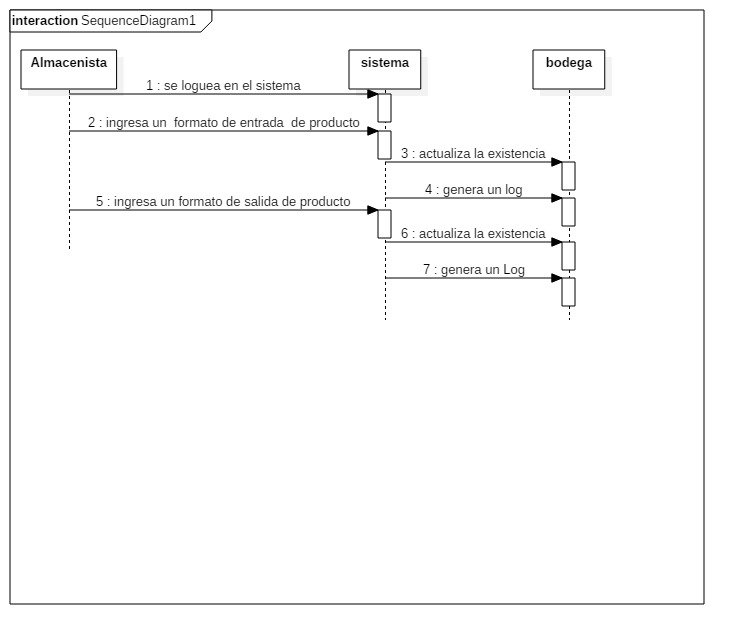 interaction SequenceDiagram1
Almacenista
sistema
bodega
1 : se loguea en el sistema
2 : ingresa un formato de entrada de producto
3 : actualiza la existencia
4 : genera un log
5 : ingresa un formato de salida de producto
6 : actualiza la existencia
7 : genera un Log